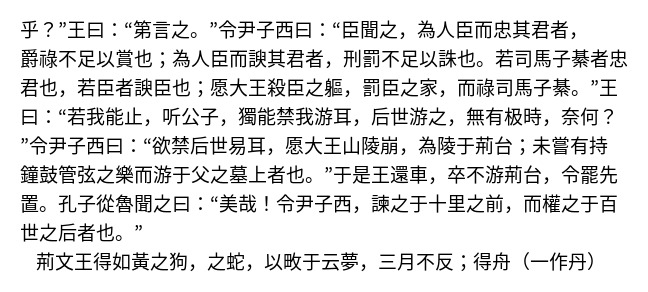 乎？”王曰：“第言之。”令尹子西曰：“臣聞之，為人臣而忠其君者，
爵祿不足以賞也；為人臣而諛其君者，刑罰不足以誅也。若司馬子綦者忠
君也，若臣者諛臣也；愿大王殺臣之軀，罰臣之家，而祿司馬子綦。”王
曰：“若我能止，听公子，獨能禁我游耳，后世游之，無有极時，奈何？
”令尹子西曰：“欲禁后世易耳，愿大王山陵崩，為陵于荊台；未嘗有持
鐘鼓管弦之樂而游于父之墓上者也。”于是王還車，卒不游荊台，令罷先
置。孔子從魯聞之曰：“美哉！令尹子西，諫之于十里之前，而權之于百
世之后者也。”
荊文王得如黃之狗，之蛇，以畋于云夢，三月不反；得舟（一作丹）